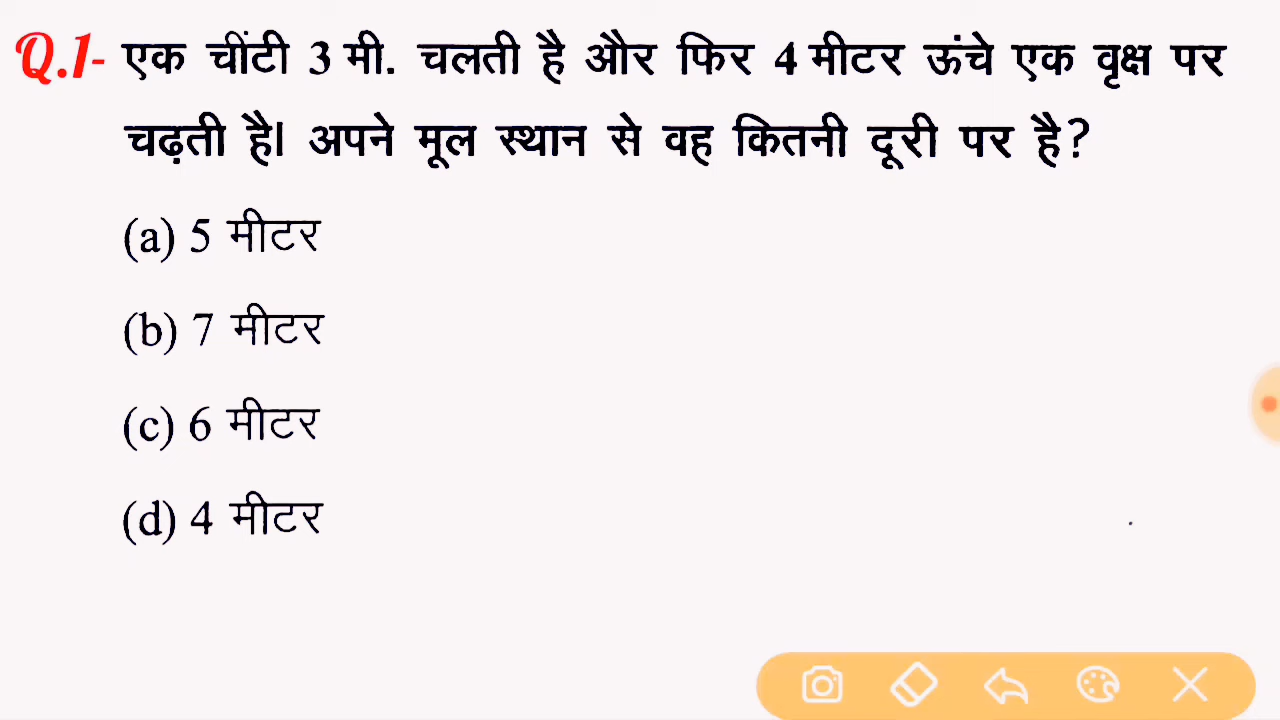 Q.1- एक चींटी 3 मी. चलती है और फिर 4 मीटर ऊंचे एक वृक्ष पर
चढ़ती है। अपने मूल स्थान से वह कितनी दूरी पर है?
(a) 5 मीटर
(b) 7 मीटर
(c) 6 मीटर
(d) 4 मीटर